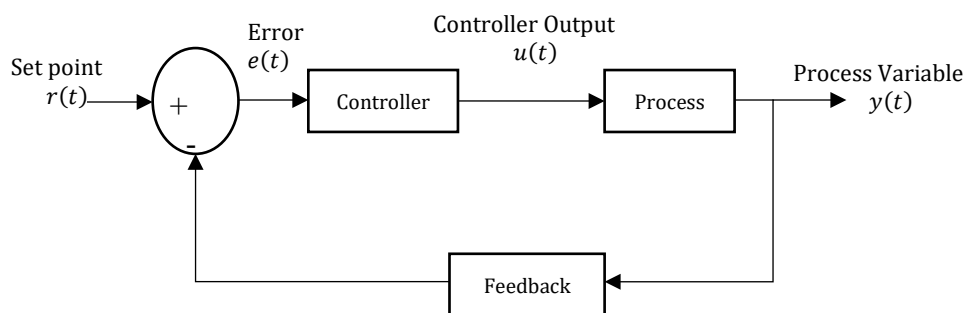 Set point
r(t)
+
-
Error
e(t)
Controller
Controller Output
u(t)
Process
Process Variable
y(t)
Feedback